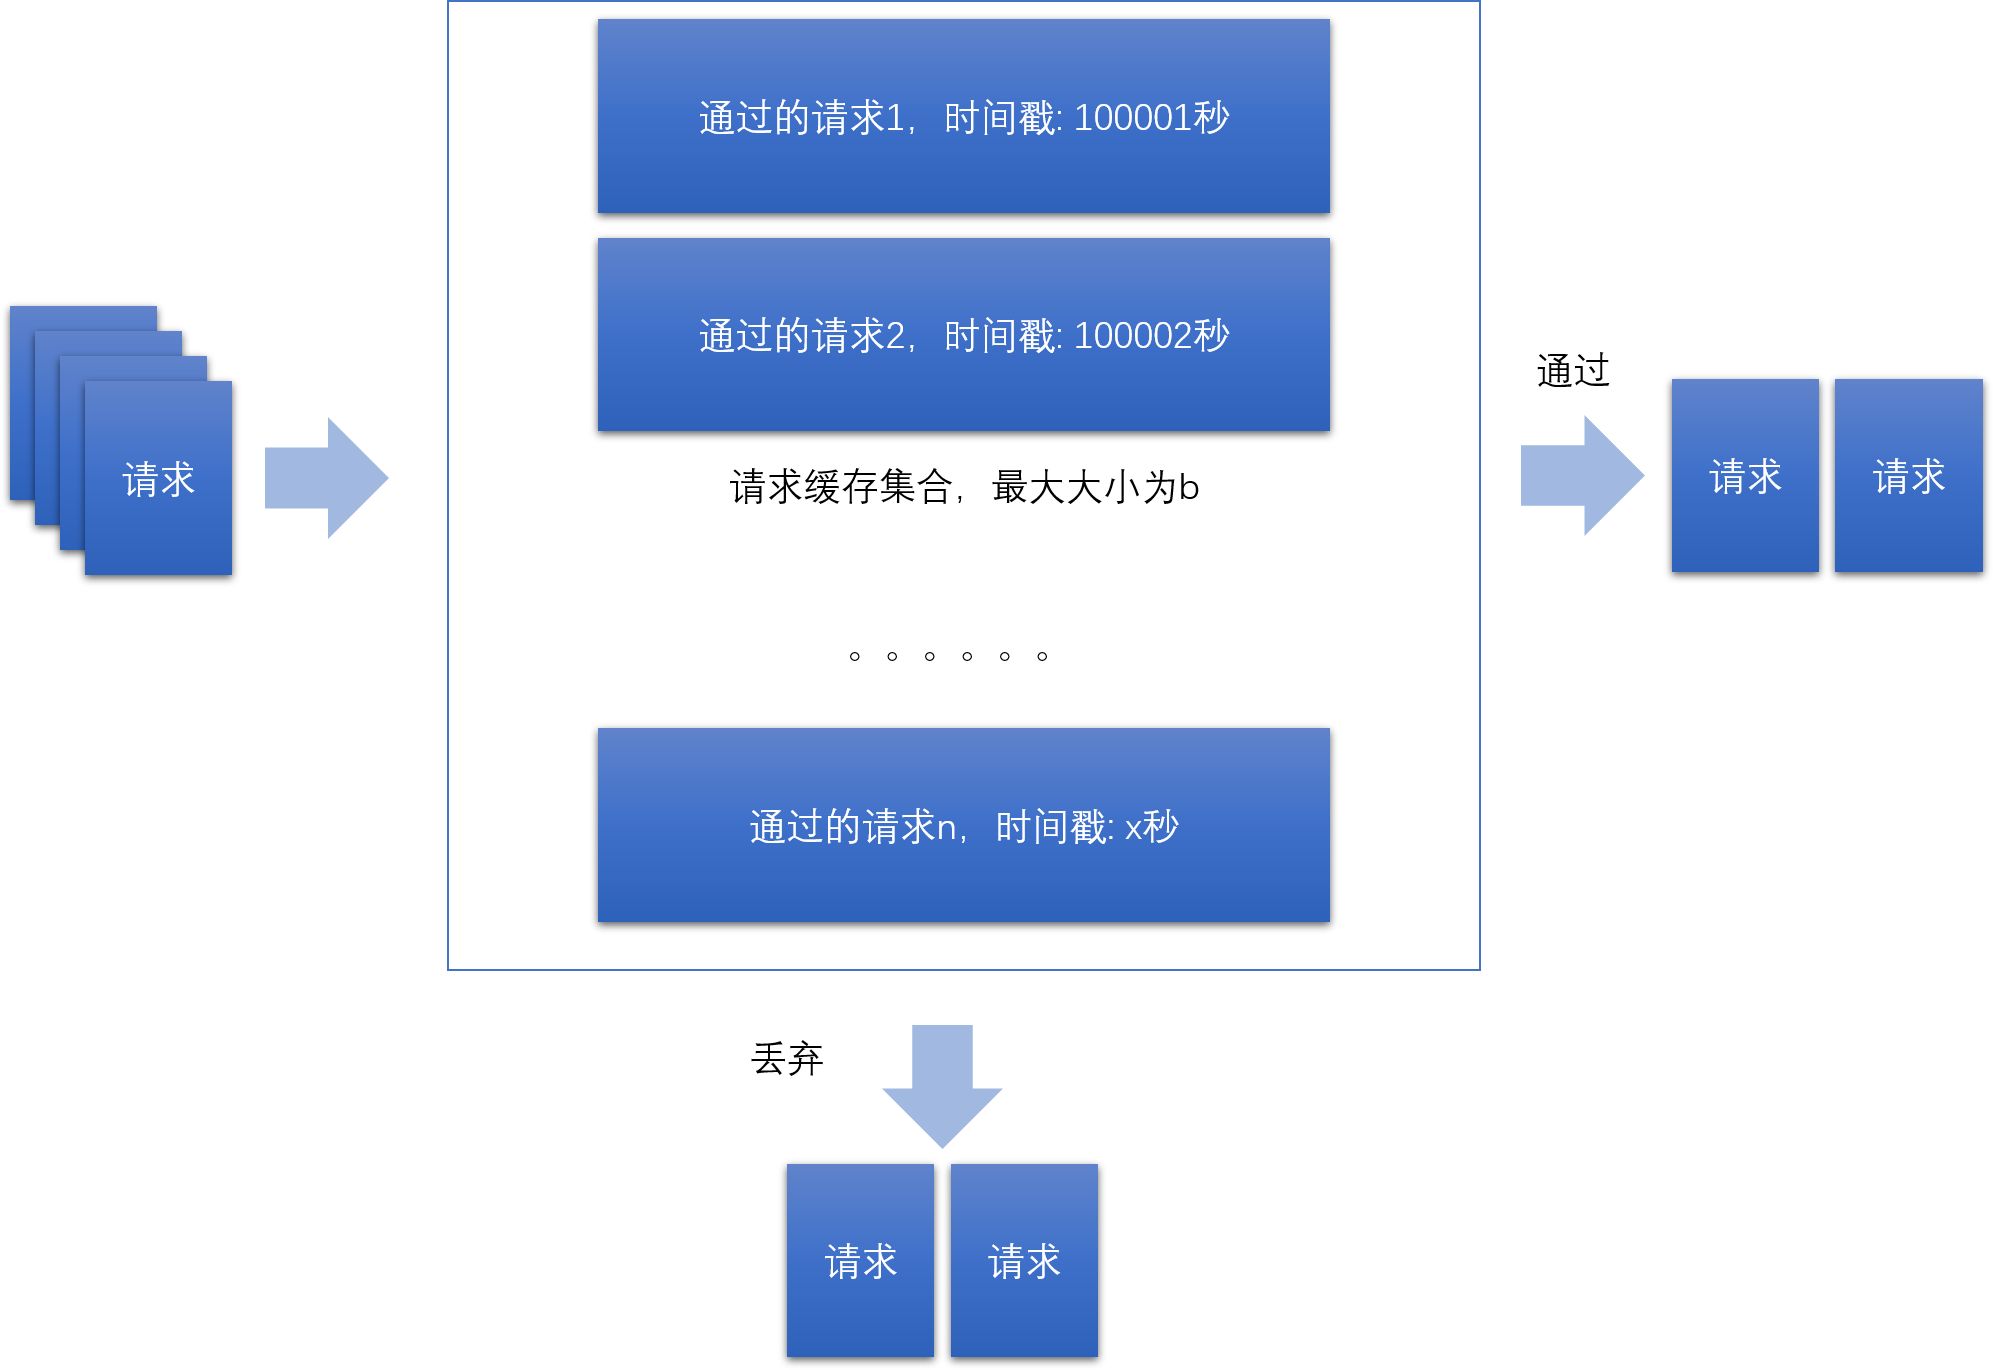 通过的请求1，时间戳: 100001秒
通过的请求2，时间戳: 100002秒
请求
请求缓存集合，最大大小为b
通过
请求
请求
。。。。。。
通过的请求n，时间戳: x秒
丢弃
请求
请求